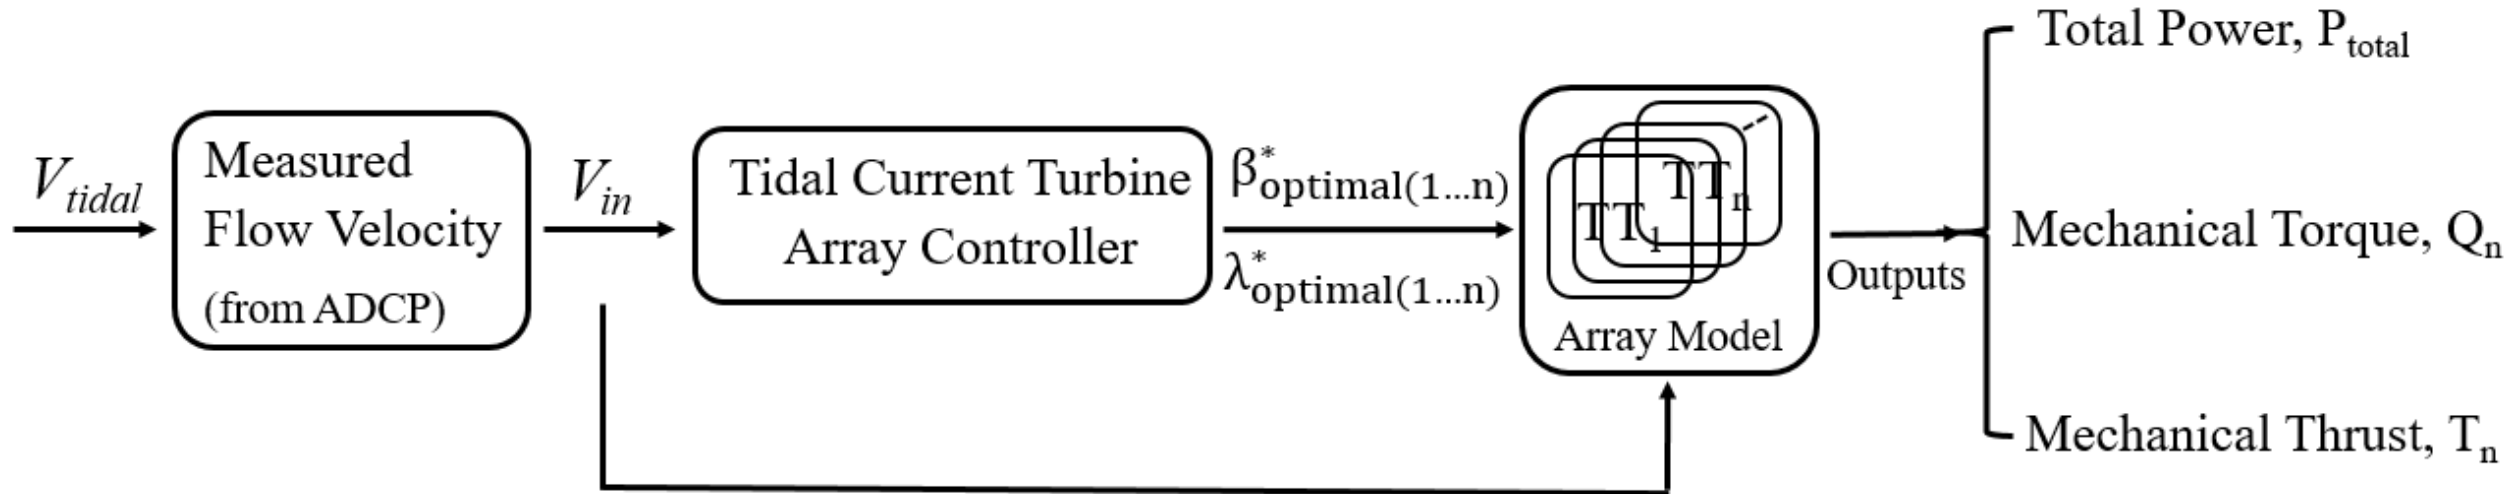 V_tidal
Measured
Flow Velocity
(from ADCP)
V_in
Tidal Current Turbine
Array Controller
β*optimal(1...n)
λ*optimal(1...n)
TT_n
TT_1
Array Model
Outputs
Total Power, P_total
Mechanical Torque, Q_n
Mechanical Thrust, T_n